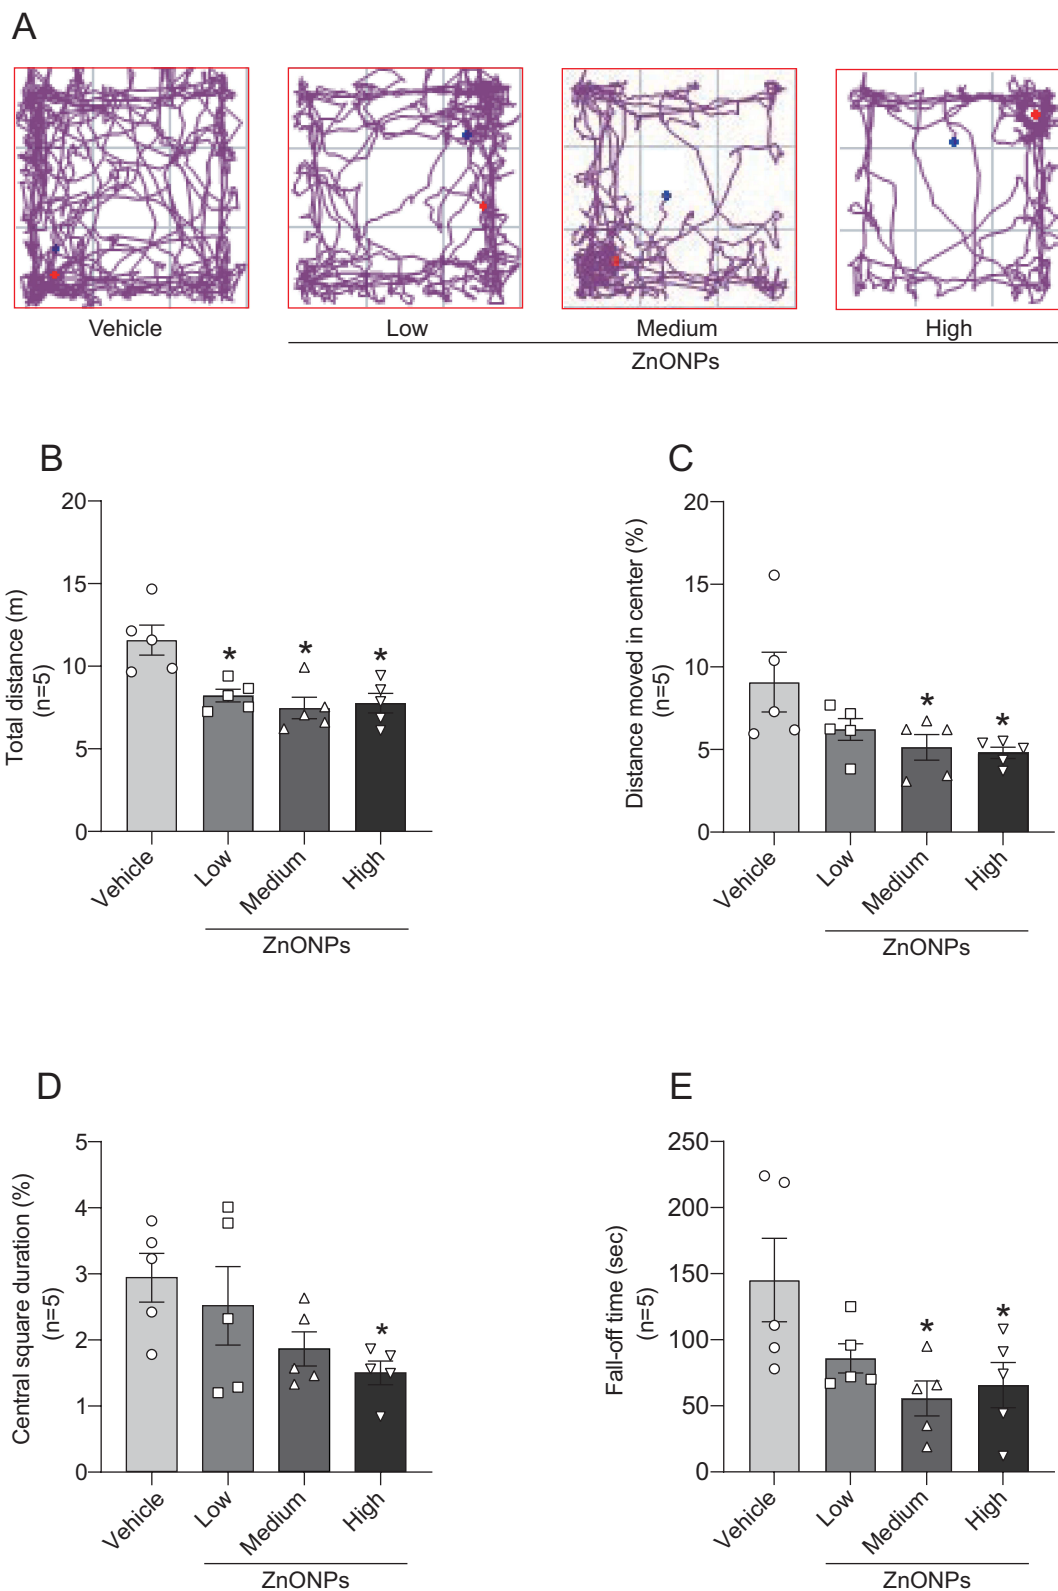 A
Vehicle
Low
Medium
High
ZnONPs
B
Total distance (m)
(n=5)
20
15
10
5
0
*
*
*
Vehicle
Low
Medium
High
ZnONPs
C
Distance moved in center (%)
(n=5)
20
15
10
5
0
*
*
Vehicle
Low
Medium
High
ZnONPs
D
Central square duration (%)
(n=5)
5
4
3
2
1
0
*
Vehicle
Low
Medium
High
ZnONPs
E
Fall-off time (sec)
(n=5)
250
200
150
100
50
0
*
*
Vehicle
Low
Medium
High
ZnONPs